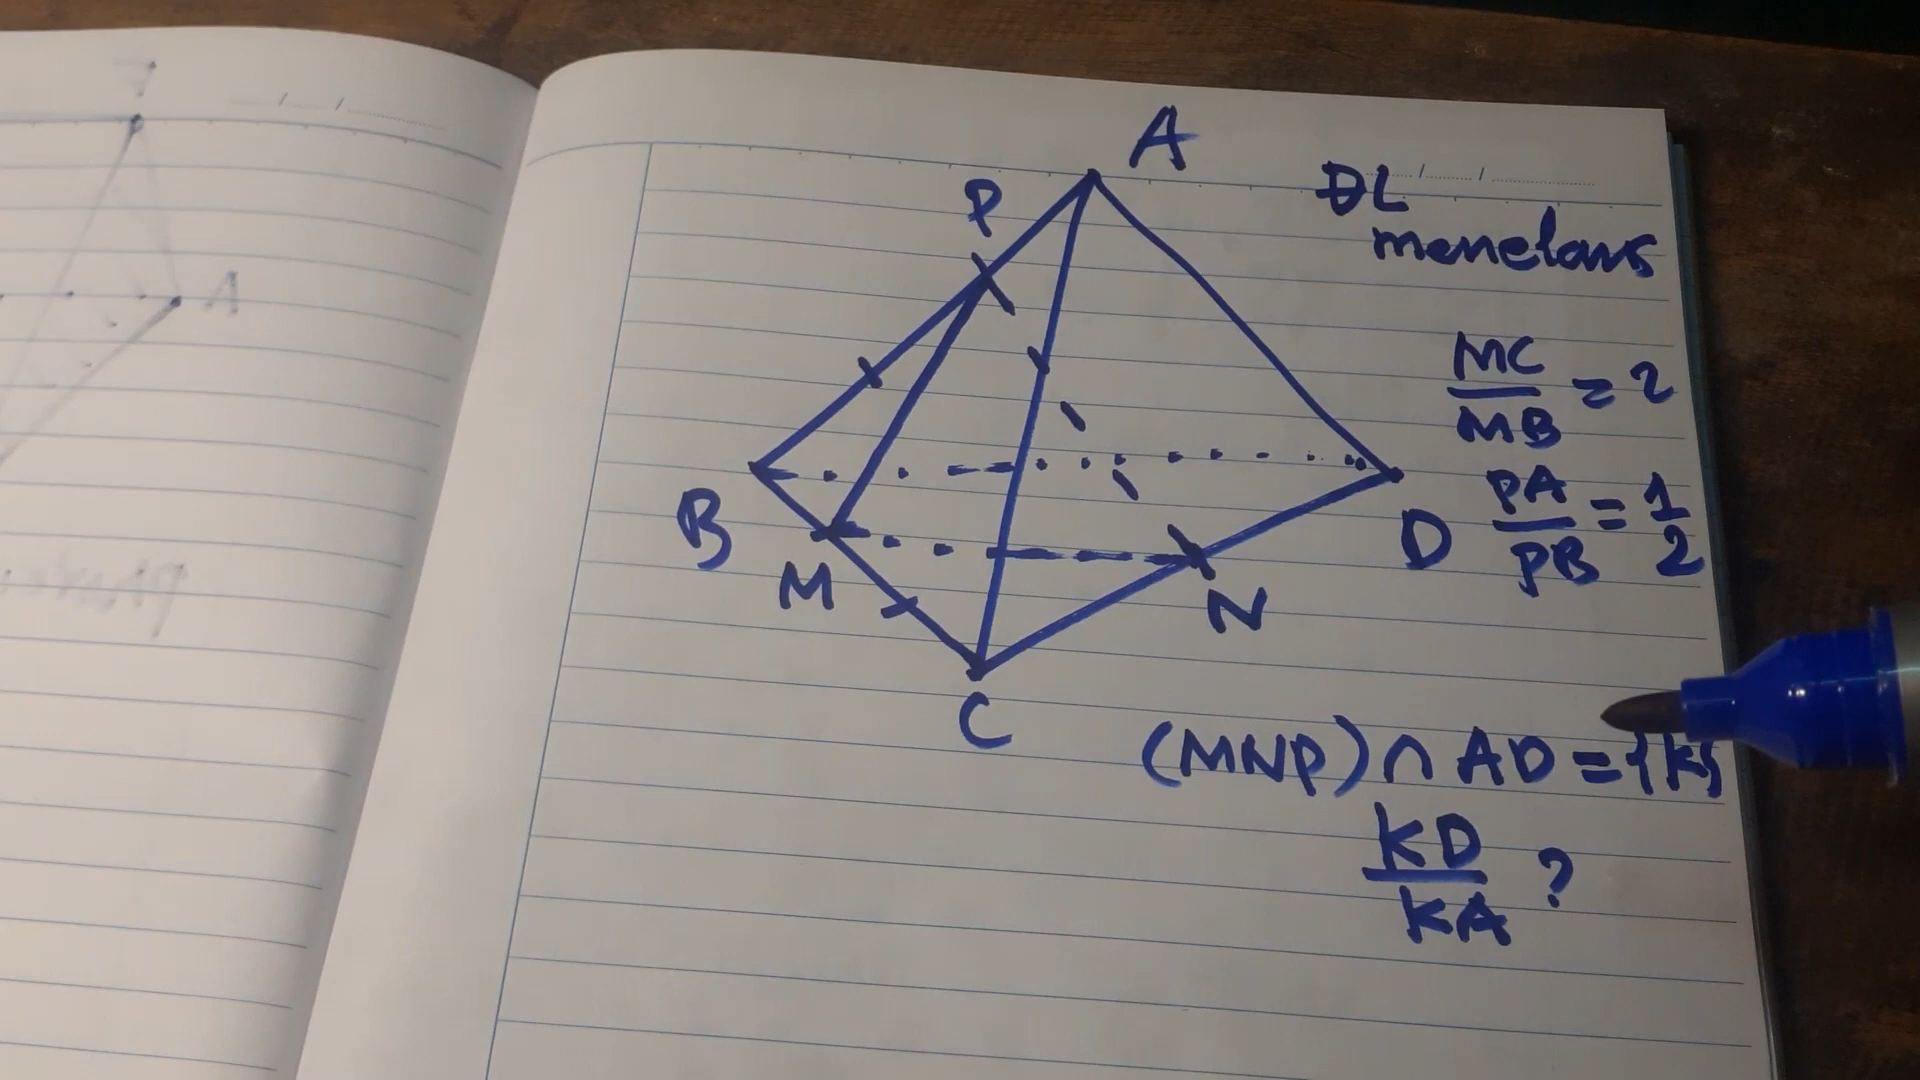 A
P
ĐL
menelaus
MC
MB
= 2
PA
PB
= 1
2
B
M
N
D
C
(MNP) ∩ AD = {K}
KD
KA
?
A